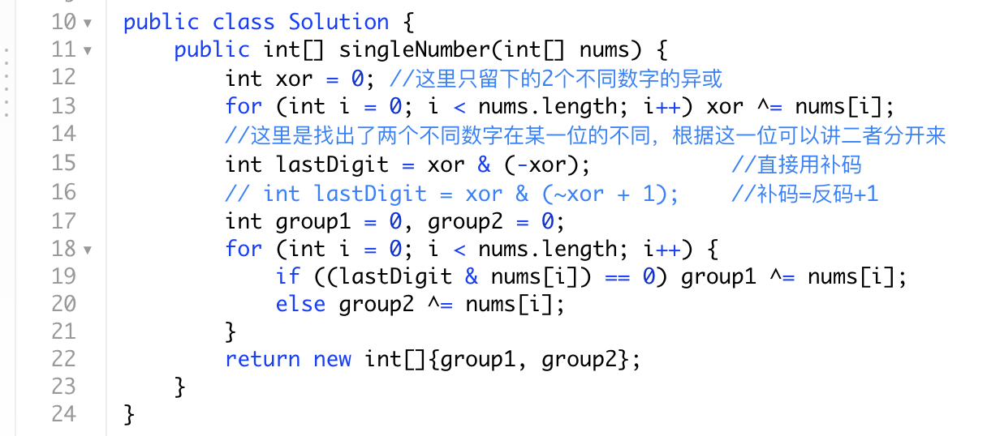 10 public class Solution {
11 public int[] singleNumber(int[] nums) {
12 int xor = 0; //这里只留下的2个不同数字的异或
13 for (int i = 0; i < nums.length; i++) xor ^= nums[i];
14 //这里是找出了两个不同数字在某一位的不同，根据这一位可以讲二者分开来
15 int lastDigit = xor & (-xor); //直接用补码
16 // int lastDigit = xor & (~xor + 1); //补码=反码+1
17 int group1 = 0, group2 = 0;
18 for (int i = 0; i < nums.length; i++) {
19 if ((lastDigit & nums[i]) == 0) group1 ^= nums[i];
20 else group2 ^= nums[i];
21 }
22 return new int[]{group1, group2};
23 }
24 }